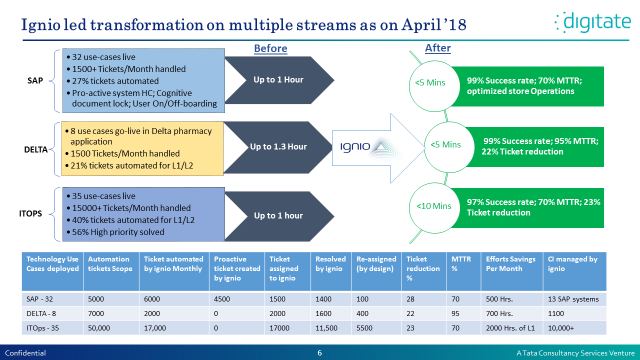 Ignio led transformation on multiple streams as on April '18
digitate
Before
After
SAP
• 32 use-cases live
• 1500+ Tickets/Month handled
• 27% tickets automated
• Pro-active system HC; Cognitive
document lock; User On/Off-boarding
Up to 1 Hour
<5 Mins
99% Success rate; 70% MTTR;
optimized store Operations
DELTA
• 8 use cases go-live in Delta pharmacy
application
• 1500 Tickets/Month handled
• 21% tickets automated for L1/L2
Up to 1.3 Hour
IGNIO
<5 Mins
99% Success rate; 95% MTTR;
22% Ticket reduction
ITOPS
• 35 use-cases live
• 15000+ Tickets/Month handled
• 40% tickets automated for L1/L2
• 56% High priority solved
Up to 1 hour
<10 Mins
97% Success rate; 70% MTTR; 23%
Ticket reduction
Technology Use Cases deployed | Automation tickets Scope | Ticket automated by ignio Monthly | Proactive ticket created by ignio | Ticket assigned to ignio | Resolved by ignio | Re-assigned (by design) | Ticket reduction % | MTTR % | Efforts Savings Per Month | CI managed by ignio
SAP - 32 | 5000 | 6000 | 4500 | 1500 | 1400 | 100 | 28 | 70 | 500 Hrs. | 13 SAP systems
DELTA - 8 | 7000 | 2000 | 0 | 2000 | 1600 | 400 | 22 | 95 | 700 Hrs. | 1100
ITOps - 35 | 50,000 | 17,000 | 0 | 17000 | 11,500 | 5500 | 23 | 70 | 2000 Hrs. of L1 | 10,000+
Confidential
6
A Tata Consultancy Services Venture